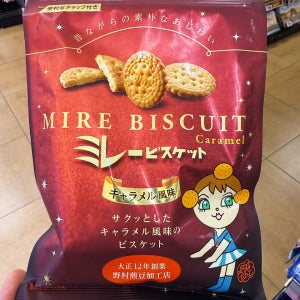 便利なチャック付き
昔ながらの素朴なあじわい
MIRE BISCUIT
Caramel
ミレービスケット
キャラメル風味
サクッとした
キャラメル風味の
ビスケット
大正12年創業
野村煎豆加工店